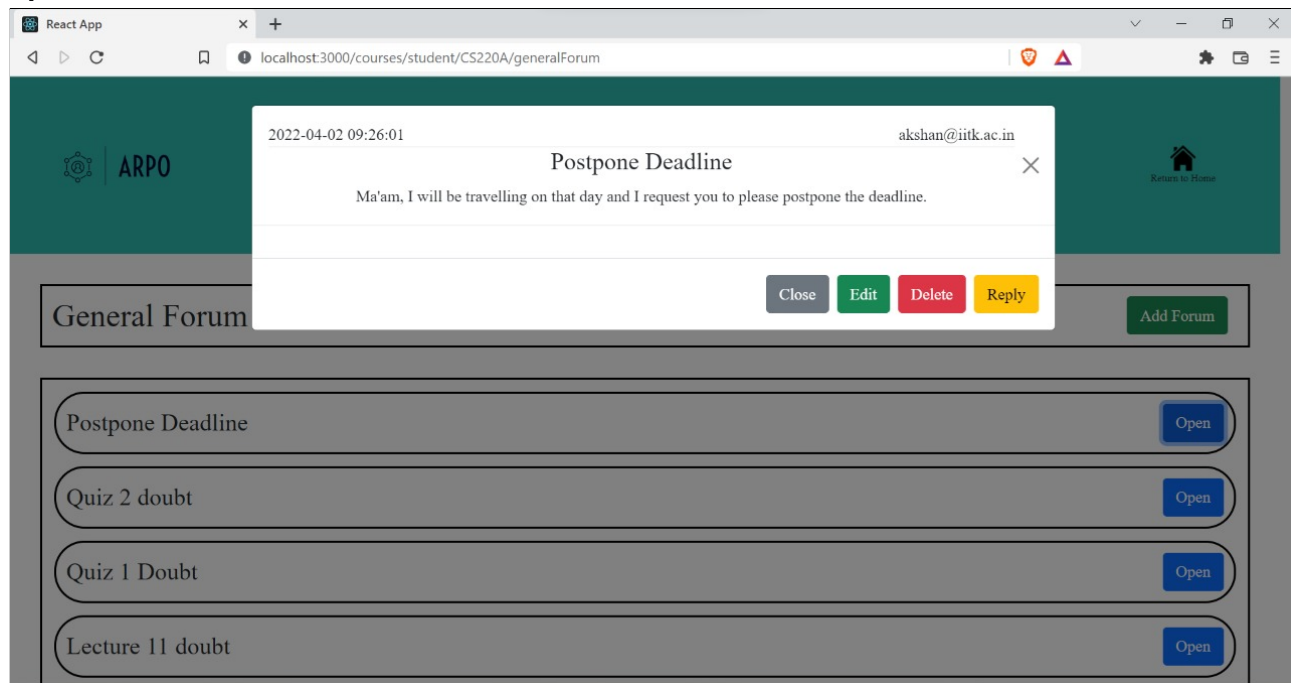 React App
localhost:3000/courses/student/CS220A/generalForum
2022-04-02 09:26:01 akshan@iitk.ac.in
Postpone Deadline
Ma'am, I will be travelling on that day and I request you to please postpone the deadline.
ARPO
Return to Home
Close Edit Delete Reply
General Forum Add Forum
Postpone Deadline Open
Quiz 2 doubt Open
Quiz 1 Doubt Open
Lecture 11 doubt Open